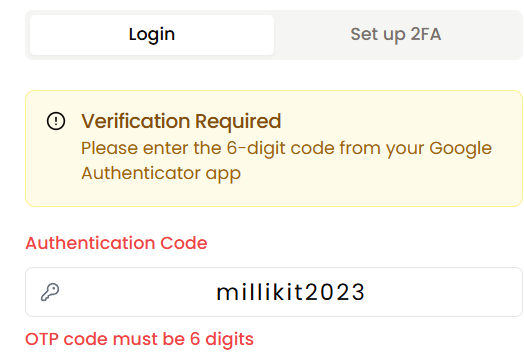 Login
Set up 2FA
Verification Required
Please enter the 6-digit code from your Google
Authenticator app
Authentication Code
millikit2023
OTP code must be 6 digits